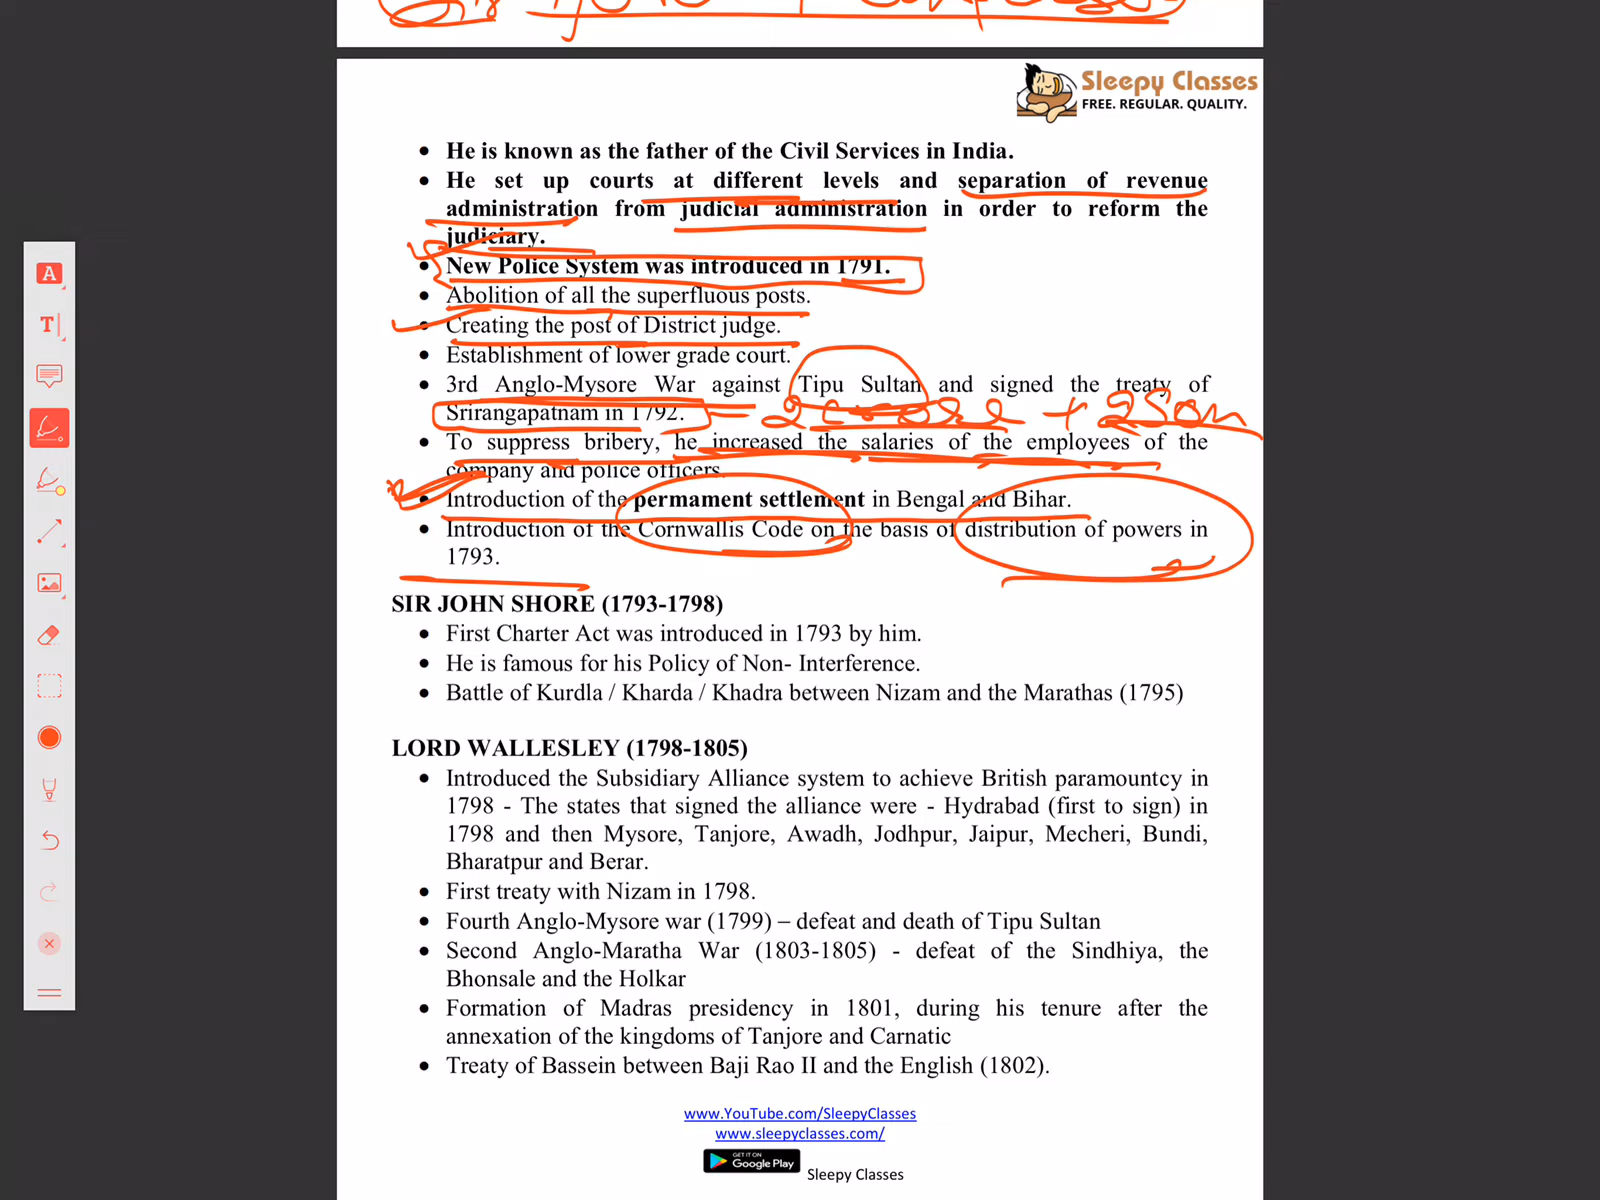 Sleepy Classes
FREE. REGULAR. QUALITY.
• He is known as the father of the Civil Services in India.
• He set up courts at different levels and separation of revenue
administration from judicial administration in order to reform the
judiciary.
• New Police System was introduced in 1791.
• Abolition of all the superfluous posts.
• Creating the post of District judge.
• Establishment of lower grade court.
• 3rd Anglo-Mysore War against Tipu Sultan and signed the treaty of
Srirangapatnam in 1792.
• To suppress bribery, he increased the salaries of the employees of the
company and police officers.
• Introduction of the permament settlement in Bengal and Bihar.
• Introduction of the Cornwallis Code on the basis of distribution of powers in
1793.
SIR JOHN SHORE (1793-1798)
• First Charter Act was introduced in 1793 by him.
• He is famous for his Policy of Non- Interference.
• Battle of Kurdla / Kharda / Khadra between Nizam and the Marathas (1795)
LORD WALLESLEY (1798-1805)
• Introduced the Subsidiary Alliance system to achieve British paramountcy in
1798 - The states that signed the alliance were - Hydrabad (first to sign) in
1798 and then Mysore, Tanjore, Awadh, Jodhpur, Jaipur, Mecheri, Bundi,
Bharatpur and Berar.
• First treaty with Nizam in 1798.
• Fourth Anglo-Mysore war (1799) – defeat and death of Tipu Sultan
• Second Anglo-Maratha War (1803-1805) - defeat of the Sindhiya, the
Bhonsale and the Holkar
• Formation of Madras presidency in 1801, during his tenure after the
annexation of the kingdoms of Tanjore and Carnatic
• Treaty of Bassein between Baji Rao II and the English (1802).
www.YouTube.com/SleepyClasses
www.sleepyclasses.com/
GET IT ON
Google Play
Sleepy Classes